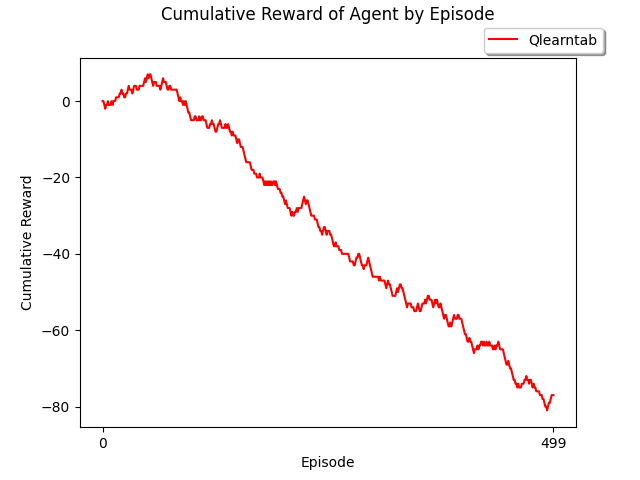 Cumulative Reward of Agent by Episode
Qlearntab
0
−20
−40
−60
−80
Cumulative Reward
0
499
Episode